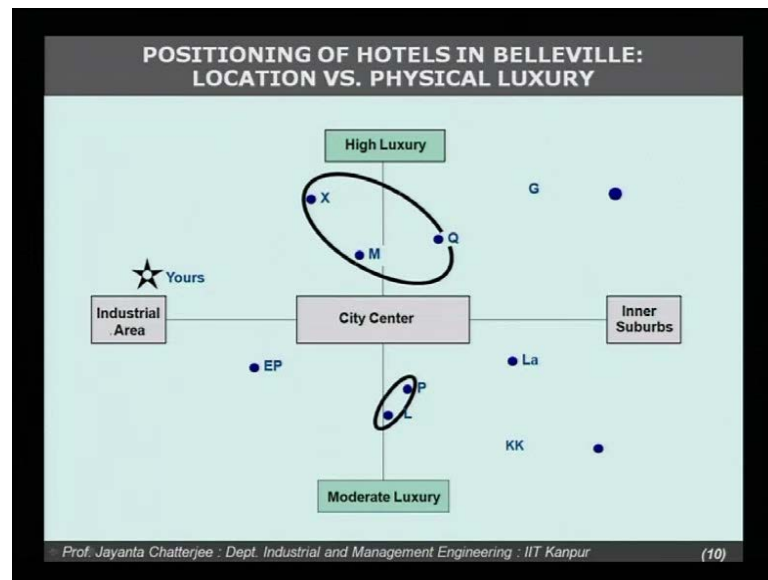 POSITIONING OF HOTELS IN BELLEVILLE:
LOCATION VS. PHYSICAL LUXURY
High Luxury
X
G
Q
M
Yours
Industrial
Area
City Center
Inner
Suburbs
EP
La
P
L
KK
Moderate Luxury
Prof. Jayanta Chatterjee : Dept. Industrial and Management Engineering : IIT Kanpur
(10)